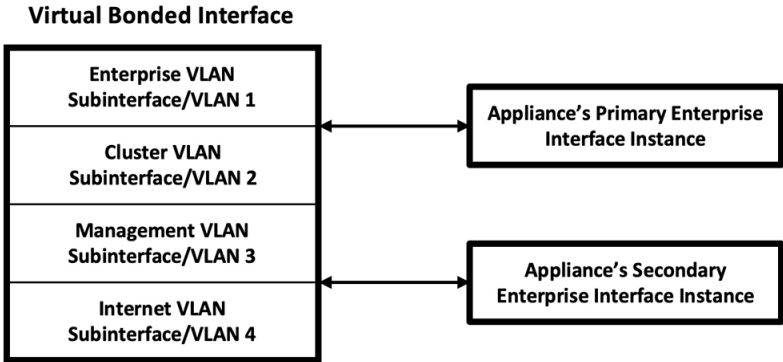 Virtual Bonded Interface
Enterprise VLAN
Subinterface/VLAN 1
Cluster VLAN
Subinterface/VLAN 2
Management VLAN
Subinterface/VLAN 3
Internet VLAN
Subinterface/VLAN 4
Appliance’s Primary Enterprise
Interface Instance
Appliance’s Secondary
Enterprise Interface Instance